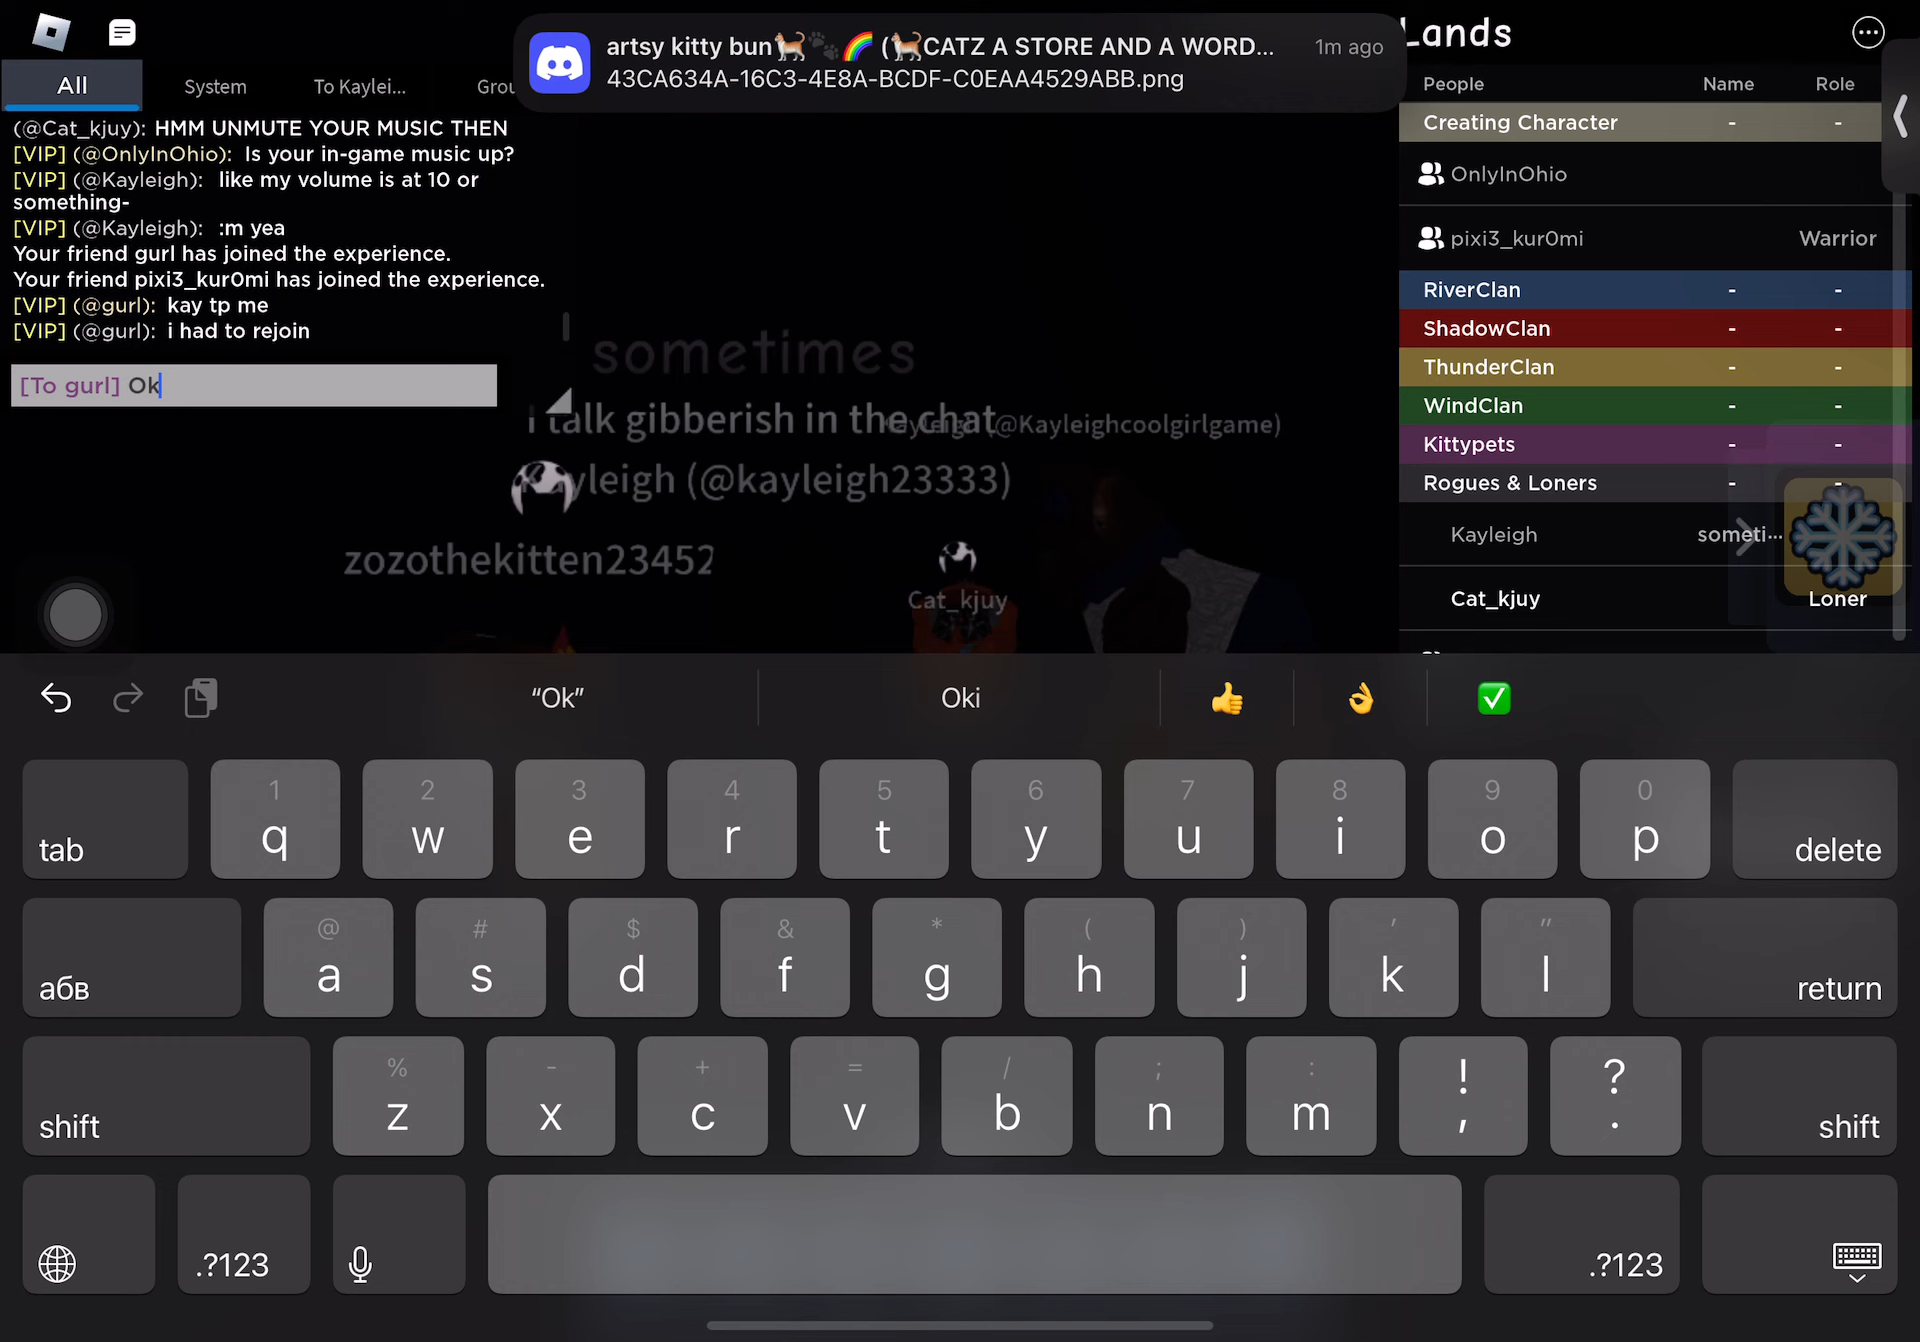 artsy kitty bun🐈🐾🌈 (🐈CATZ A STORE AND A WORD...
1m ago
43CA634A-16C3-4E8A-BCDF-C0EAA4529ABB.png
Lands
All
System
To Kaylei...
People
Name
Role
(@Cat_kjuy): HMM UNMUTE YOUR MUSIC THEN
[VIP] (@OnlyInOhio): Is your in-game music up?
[VIP] (@Kayleigh): like my volume is at 10 or
something-
[VIP] (@Kayleigh): :m yea
Your friend gurl has joined the experience.
Your friend pixi3_kur0mi has joined the experience.
[VIP] (@gurl): kay tp me
[VIP] (@gurl): i had to rejoin
[To gurl] Ok
sometimes
i talk gibberish in the chat
(@Kayleighcoolgirlgame)
Kayleigh (@kayleigh23333)
zozothekitten23452
Cat_kjuy
Creating Character - -
OnlyInOhio
pixi3_kur0mi Warrior
RiverClan - -
ShadowClan - -
ThunderClan - -
WindClan - -
Kittypets - -
Rogues & Loners - -
Kayleigh someti...
Cat_kjuy Loner
“Ok”
Oki
👍
👌
✅
1 2 3 4 5 6 7 8 9 0
tab q w e r t y u i o p delete
@ # $ & * ( ) ' "
абв a s d f g h j k l return
% - + = / ; : ! ?
shift z x c v b n m , . shift
.?123
.?123